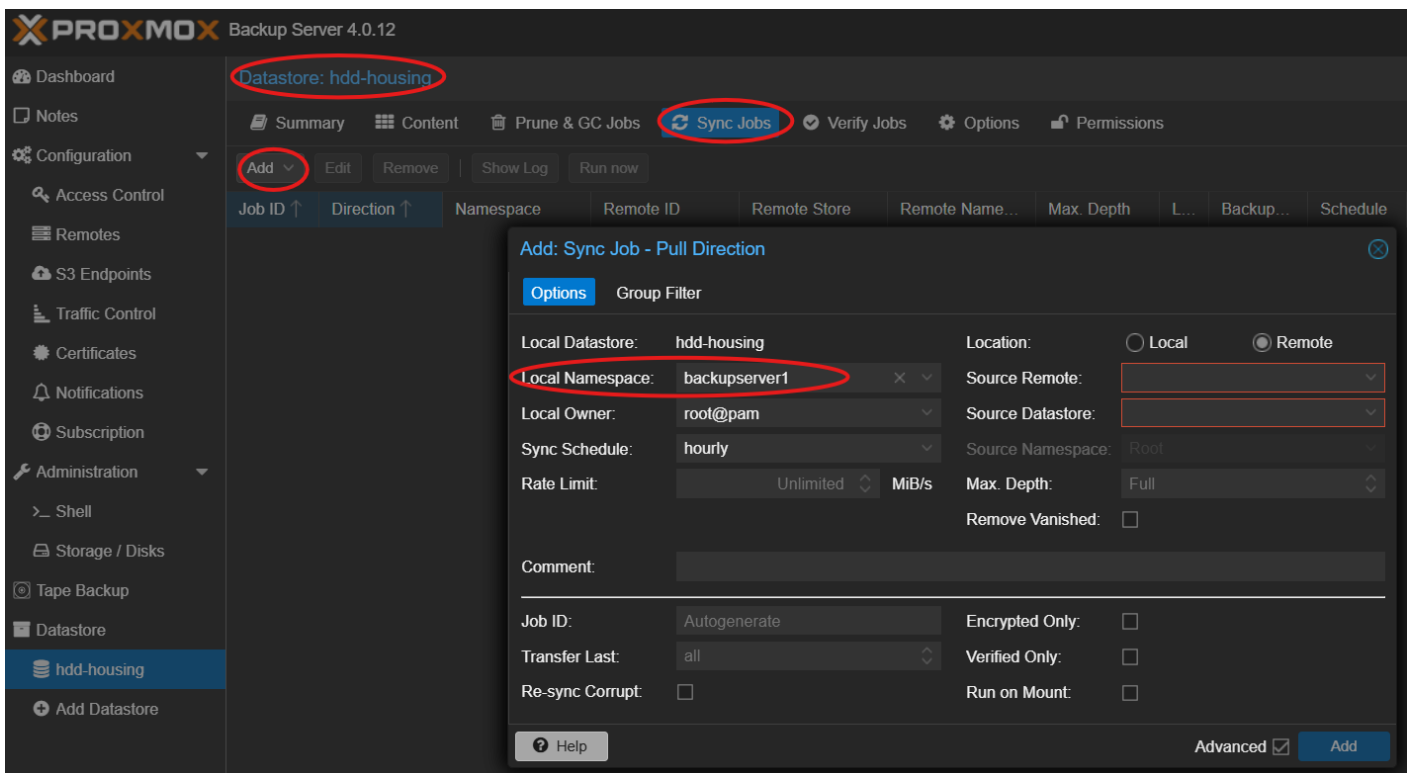 PROXMOX Backup Server 4.0.12
Dashboard
Notes
Configuration
Access Control
Remotes
S3 Endpoints
Traffic Control
Certificates
Notifications
Subscription
Administration
Shell
Storage / Disks
Tape Backup
Datastore
hdd-housing
Add Datastore
Datastore: hdd-housing
Summary Content Prune & GC Jobs Sync Jobs Verify Jobs Options Permissions
Add Edit Remove Show Log Run now
Job ID ↑ Direction ↑ Namespace Remote ID Remote Store Remote Name... Max. Depth L... Backup... Schedule
Add: Sync Job - Pull Direction
Options Group Filter
Local Datastore: hdd-housing Location: Local Remote
Local Namespace: backupserver1 Source Remote:
Local Owner: root@pam Source Datastore:
Sync Schedule: hourly Source Namespace: Root
Rate Limit: Unlimited MiB/s Max. Depth: Full
Remove Vanished:
Comment:
Job ID: Autogenerate Encrypted Only:
Transfer Last: all Verified Only:
Re-sync Corrupt: Run on Mount:
Help Advanced Add